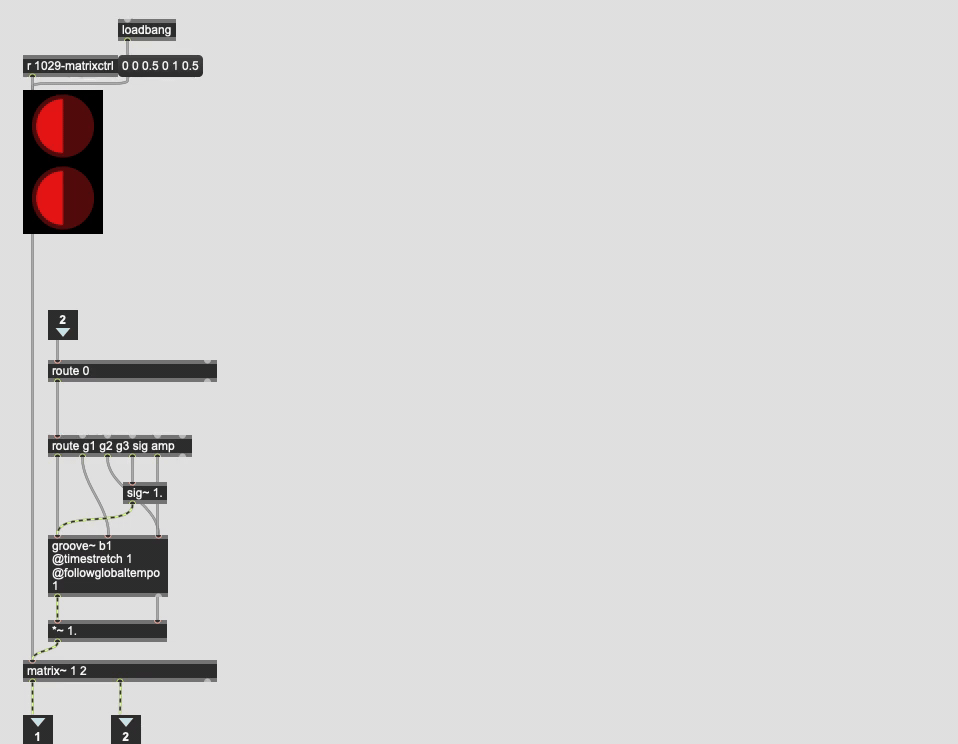 loadbang
r 1029-matrixctrl
0 0 0.5 0 1 0.5
2
route 0
route g1 g2 g3 sig amp
sig~ 1.
groove~ b1
@timestretch 1
@followglobaltempo
1
*~ 1.
matrix~ 1 2
1
2